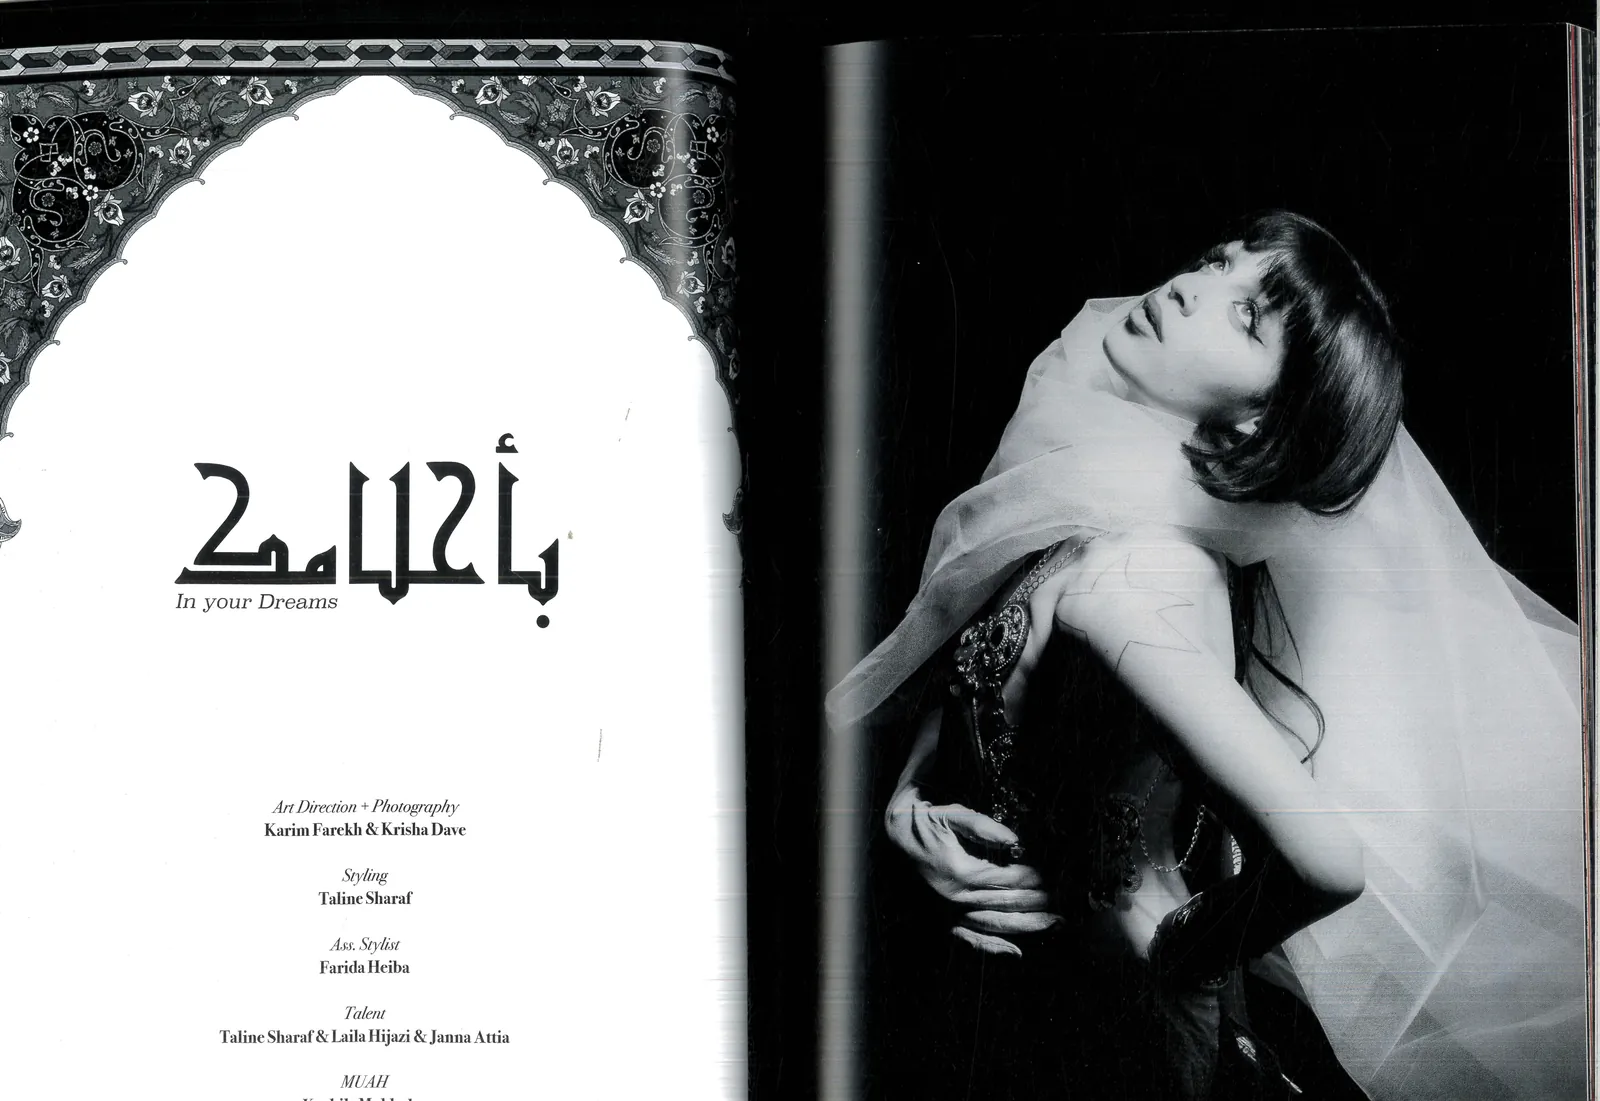 بأحلامك
In your Dreams
Art Direction + Photography
Karim Farekh & Krisha Dave
Styling
Taline Sharaf
Ass. Stylist
Farida Heiba
Talent
Taline Sharaf & Laila Hijazi & Janna Attia
MUAH